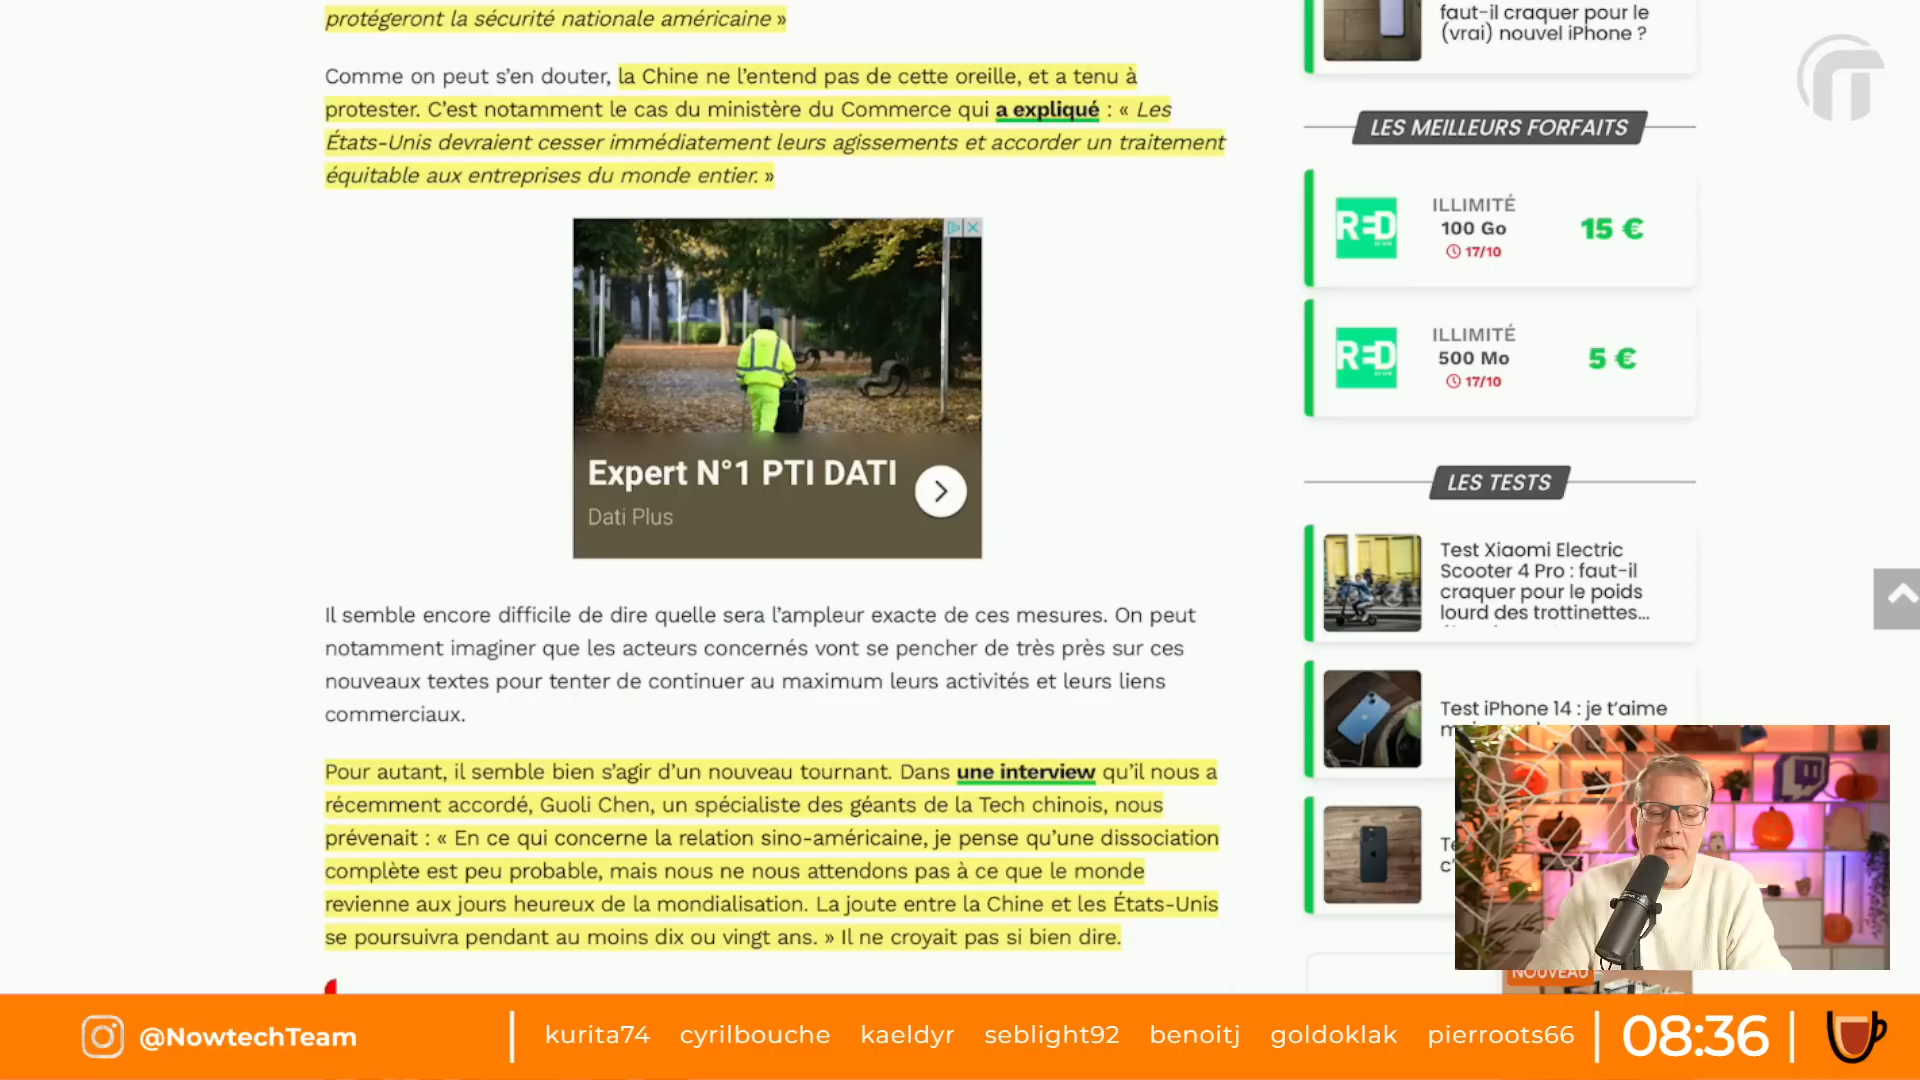 protégeront la sécurité nationale américaine »
Comme on peut s’en douter, la Chine ne l’entend pas de cette oreille, et a tenu à
protester. C’est notamment le cas du ministère du Commerce qui a expliqué : « Les
États-Unis devraient cesser immédiatement leurs agissements et accorder un traitement
équitable aux entreprises du monde entier. »
Expert N°1 PTI DATI
Dati Plus
Il semble encore difficile de dire quelle sera l’ampleur exacte de ces mesures. On peut
notamment imaginer que les acteurs concernés vont se pencher de très près sur ces
nouveaux textes pour tenter de continuer au maximum leurs activités et leurs liens
commerciaux.
Pour autant, il semble bien s’agir d’un nouveau tournant. Dans une interview qu’il nous a
récemment accordé, Guoli Chen, un spécialiste des géants de la Tech chinois, nous
prévenait : « En ce qui concerne la relation sino-américaine, je pense qu’une dissociation
complète est peu probable, mais nous ne nous attendons pas à ce que le monde
revienne aux jours heureux de la mondialisation. La joute entre la Chine et les États-Unis
se poursuivra pendant au moins dix ou vingt ans. » Il ne croyait pas si bien dire.
faut-il craquer pour le
(vrai) nouvel iPhone ?
LES MEILLEURS FORFAITS
RED
ILLIMITÉ
100 Go
17/10
15 €
RED
ILLIMITÉ
500 Mo
17/10
5 €
LES TESTS
Test Xiaomi Electric
Scooter 4 Pro : faut-il
craquer pour le poids
lourd des trottinettes...
Test iPhone 14 : je t’aime
NOUVEAU
@NowtechTeam
kurita74 cyrilbouche kaeldyr seblight92 benoitj goldoklak pierroots66
08:36